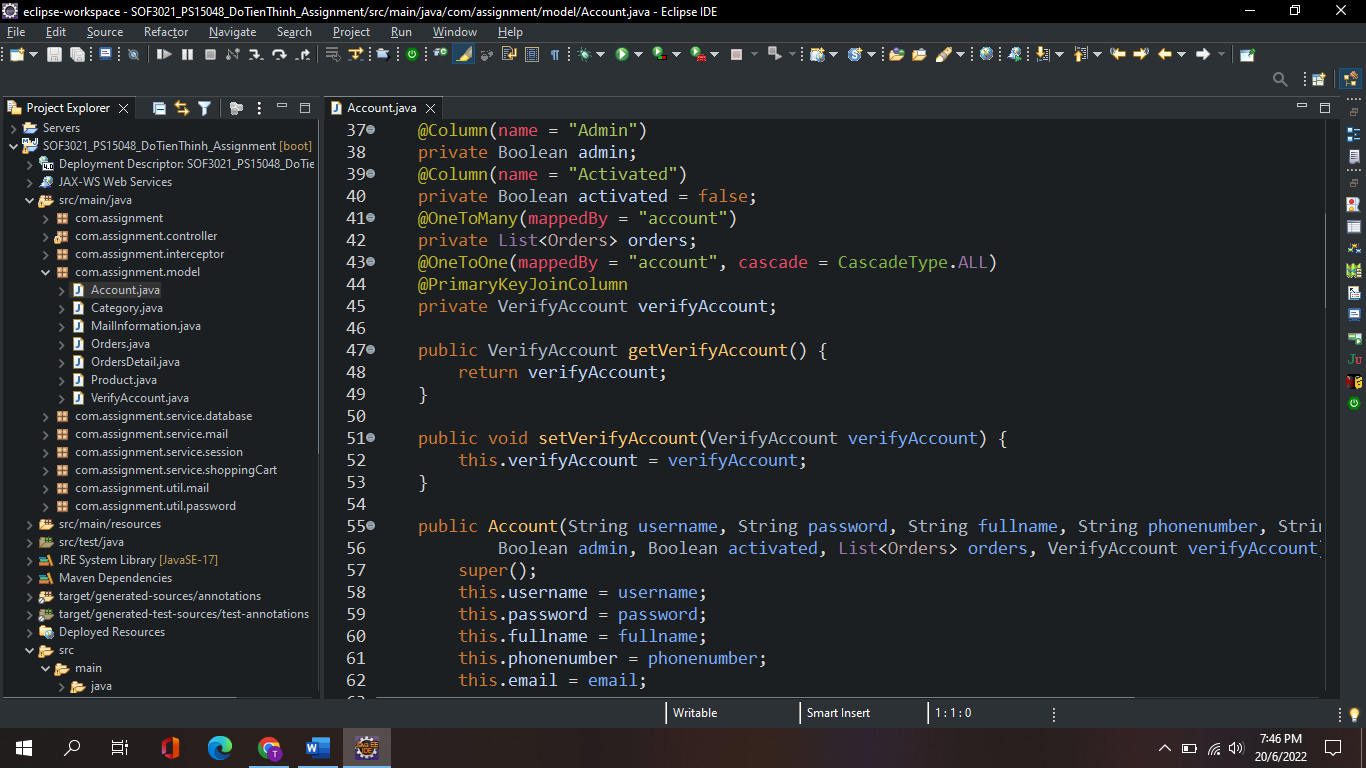 eclipse-workspace - SOF3021_PS15048_DoTienThinh_Assignment/src/main/java/com/assignment/model/Account.java - Eclipse IDE
File Edit Source Refactor Navigate Search Project Run Window Help
Project Explorer
Servers
SOF3021_PS15048_DoTienThinh_Assignment [boot]
Deployment Descriptor: SOF3021_PS15048_DoTie
JAX-WS Web Services
src/main/java
com.assignment
com.assignment.controller
com.assignment.interceptor
com.assignment.model
Account.java
Category.java
MailInformation.java
Orders.java
OrdersDetail.java
Product.java
VerifyAccount.java
com.assignment.service.database
com.assignment.service.mail
com.assignment.service.session
com.assignment.service.shoppingCart
com.assignment.util.mail
com.assignment.util.password
src/main/resources
src/test/java
JRE System Library [JavaSE-17]
Maven Dependencies
target/generated-sources/annotations
target/generated-test-sources/test-annotations
Deployed Resources
src
main
java
Account.java
37 @Column(name = "Admin")
38 private Boolean admin;
39 @Column(name = "Activated")
40 private Boolean activated = false;
41 @OneToMany(mappedBy = "account")
42 private List<Orders> orders;
43 @OneToOne(mappedBy = "account", cascade = CascadeType.ALL)
44 @PrimaryKeyJoinColumn
45 private VerifyAccount verifyAccount;
46
47 public VerifyAccount getVerifyAccount() {
48 return verifyAccount;
49 }
50
51 public void setVerifyAccount(VerifyAccount verifyAccount) {
52 this.verifyAccount = verifyAccount;
53 }
54
55 public Account(String username, String password, String fullname, String phonenumber, Strin
56 Boolean admin, Boolean activated, List<Orders> orders, VerifyAccount verifyAccount)
57 super();
58 this.username = username;
59 this.password = password;
60 this.fullname = fullname;
61 this.phonenumber = phonenumber;
62 this.email = email;
Ju
Writable Smart Insert 1 : 1 : 0
T
W
Java EE IDE
7:46 PM
20/6/2022